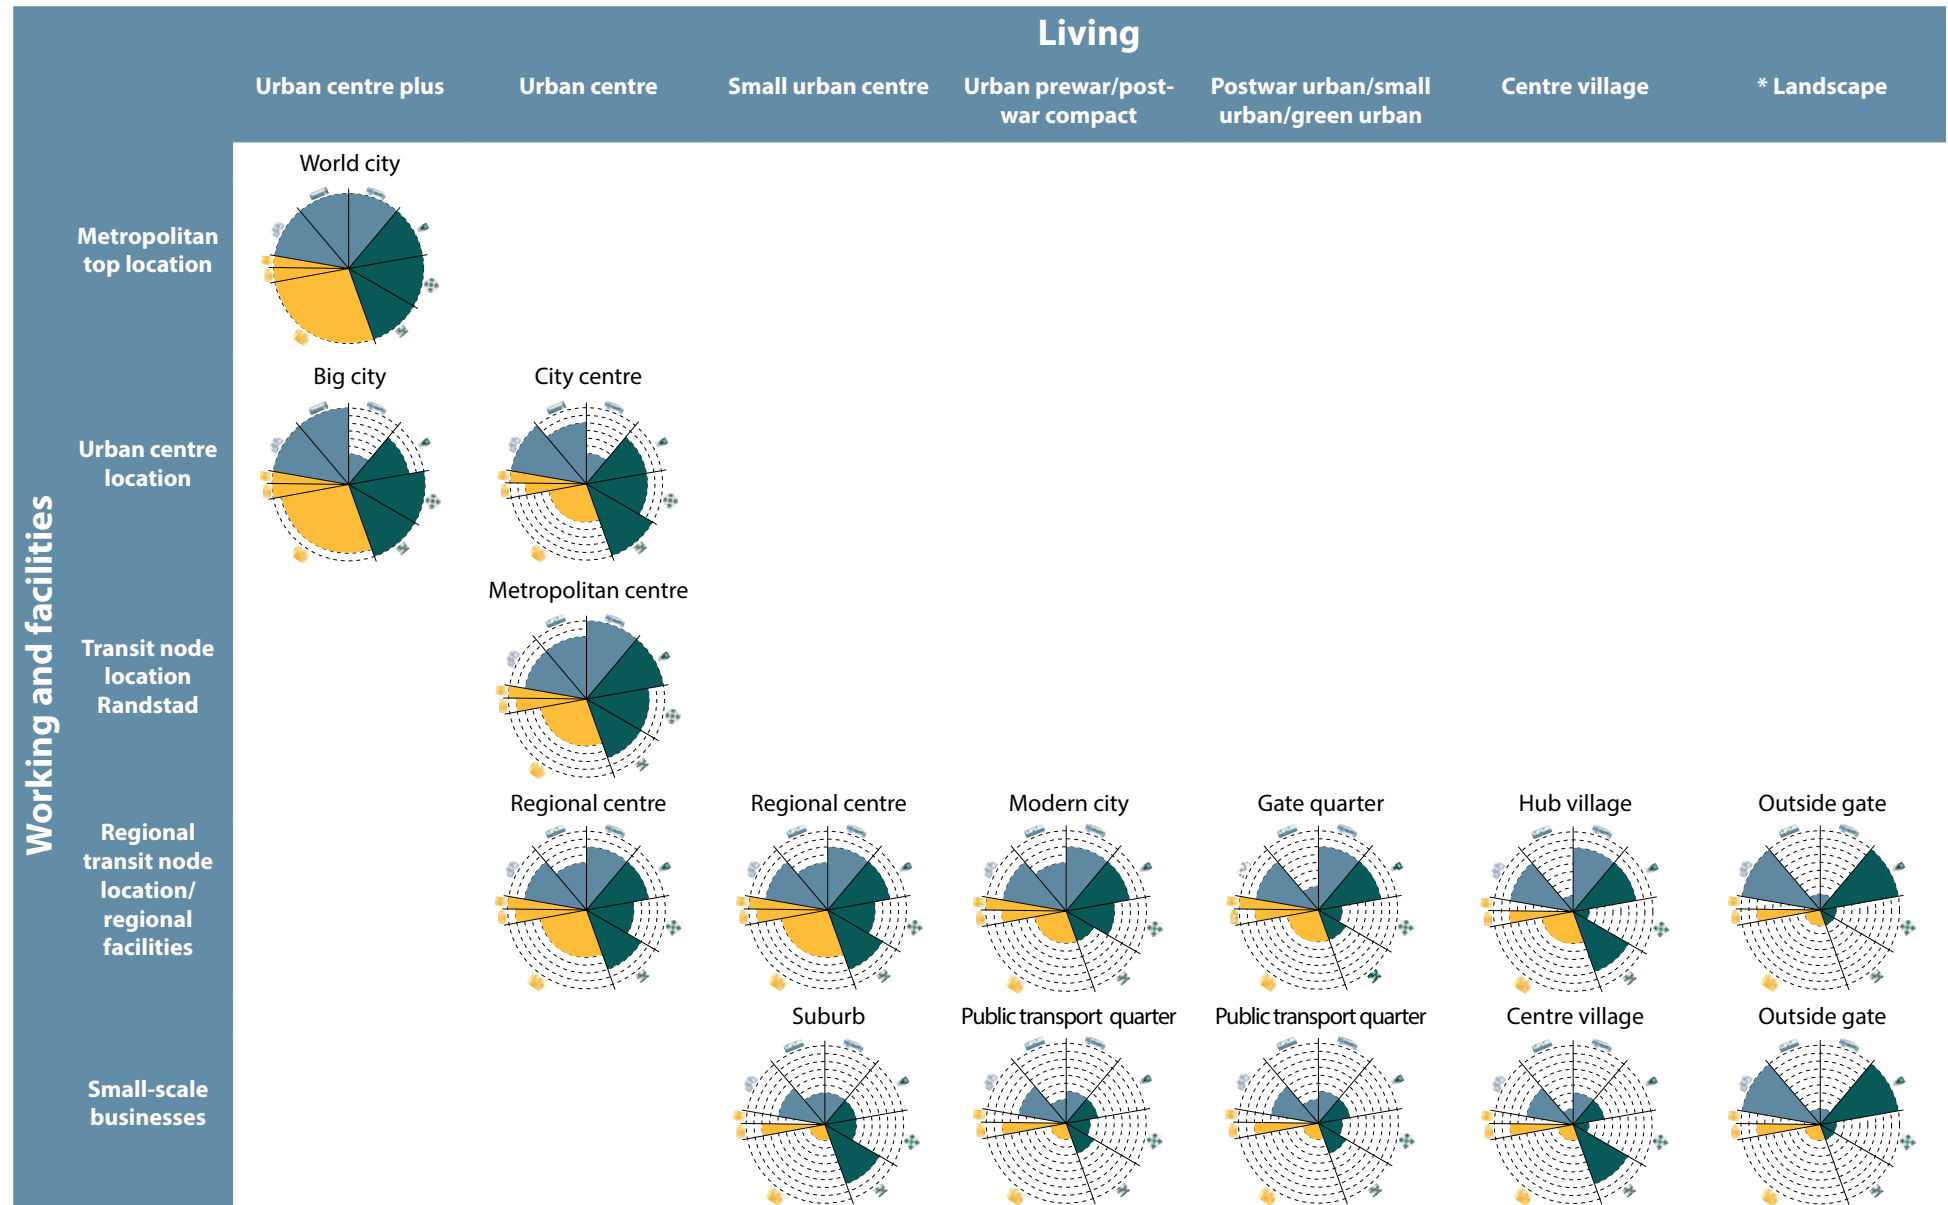 Living
Urban centre plus
Urban centre
Small urban centre
Urban prewar/post-
war compact
Postwar urban/small
urban/green urban
Centre village
* Landscape
Working and facilities
Metropolitan
top location
World city
Urban centre
location
Big city
City centre
Transit node
location
Randstad
Metropolitan centre
Regional
transit node
location/
regional
facilities
Regional centre
Regional centre
Modern city
Gate quarter
Hub village
Outside gate
Small-scale
businesses
Suburb
Public transport quarter
Public transport quarter
Centre village
Outside gate